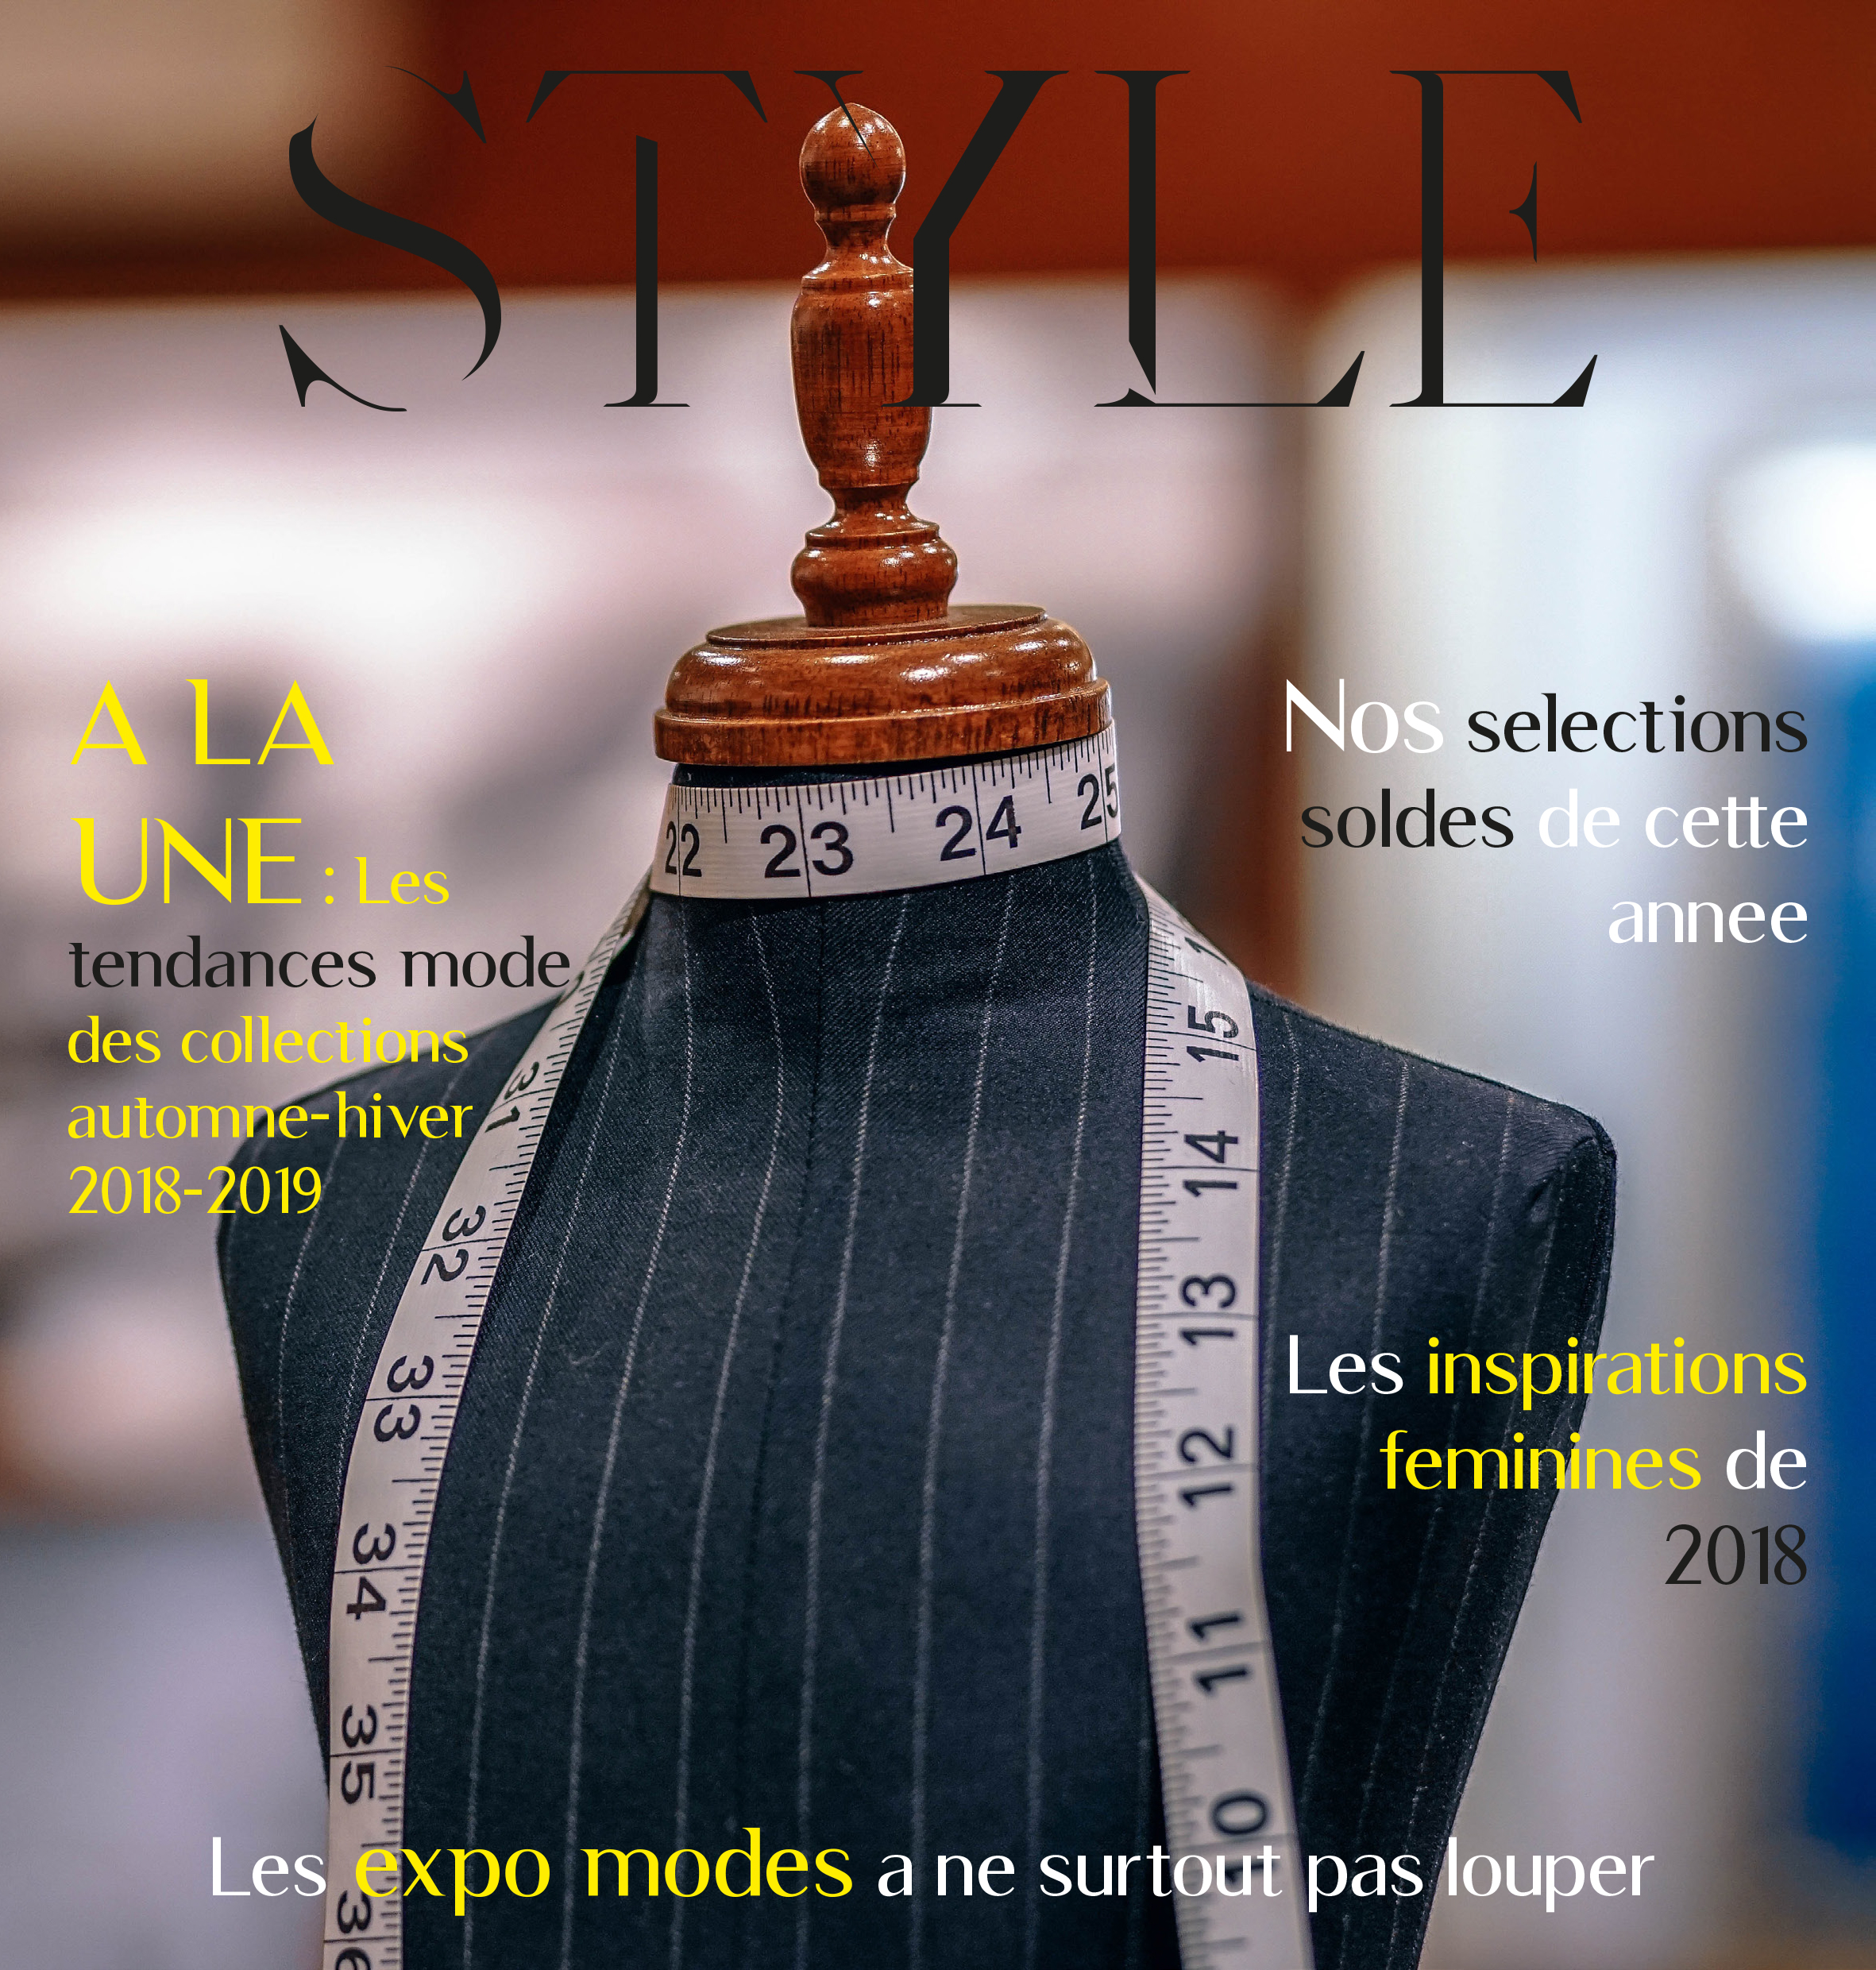 STYLE
A LA
UNE : Les
tendances mode
des collections
automne-hiver
2018-2019
Nos selections
soldes de cette
annee
Les inspirations
feminines de
2018
Les expo modes a ne surtout pas louper
22 23 24 25
31
32
33
34
35
36
15
14
13
12
11